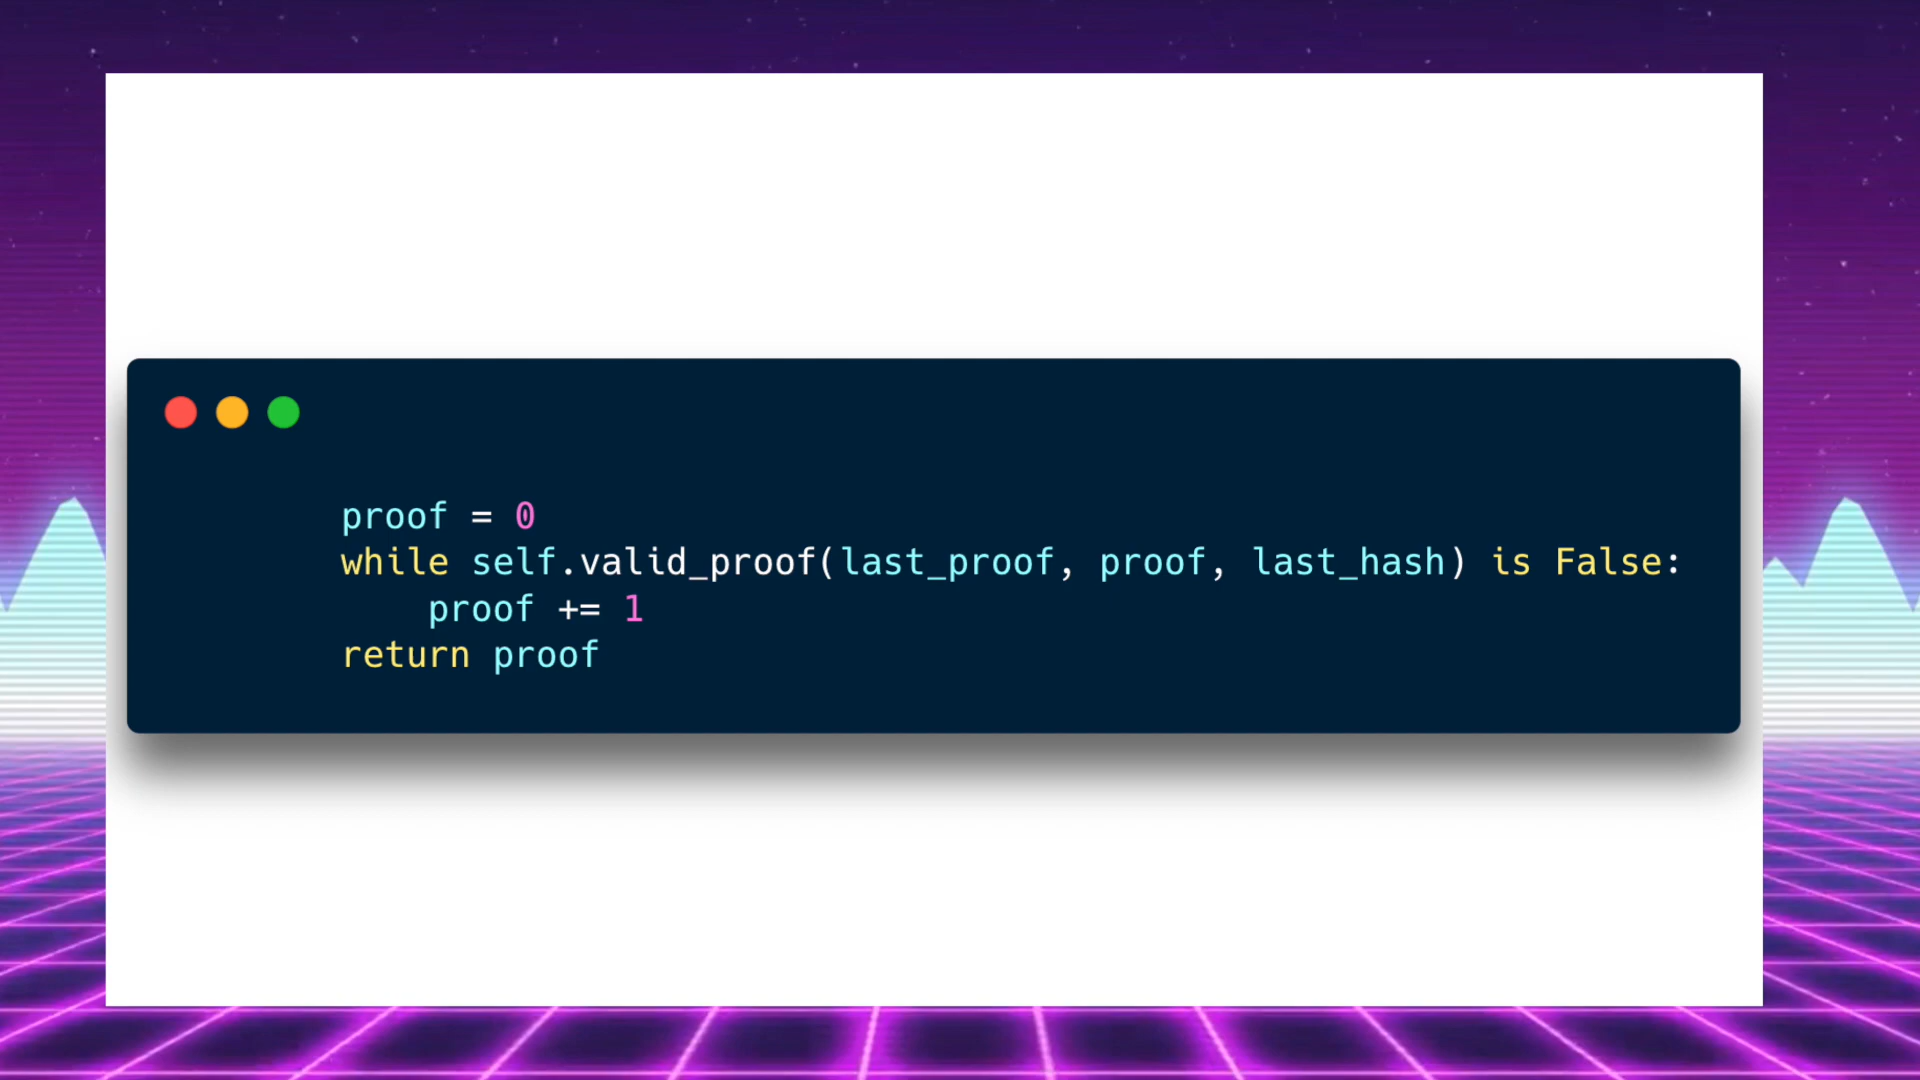 proof = 0
while self.valid_proof(last_proof, proof, last_hash) is False:
    proof += 1
return proof